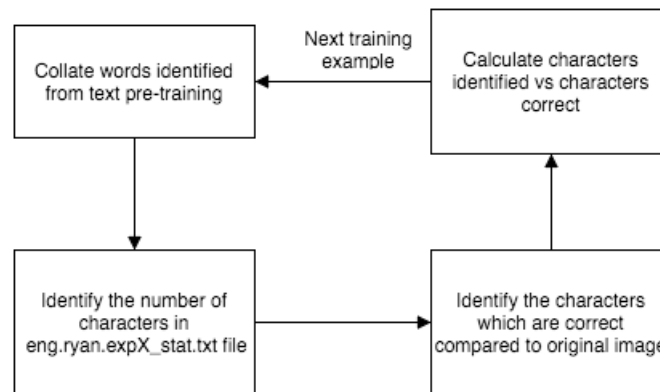 Collate words identified
from text pre-training
Next training
example
Calculate characters
identified vs characters
correct
Identify the number of
characters in
eng.ryan.expX_stat.txt file
Identify the characters
which are correct
compared to original image